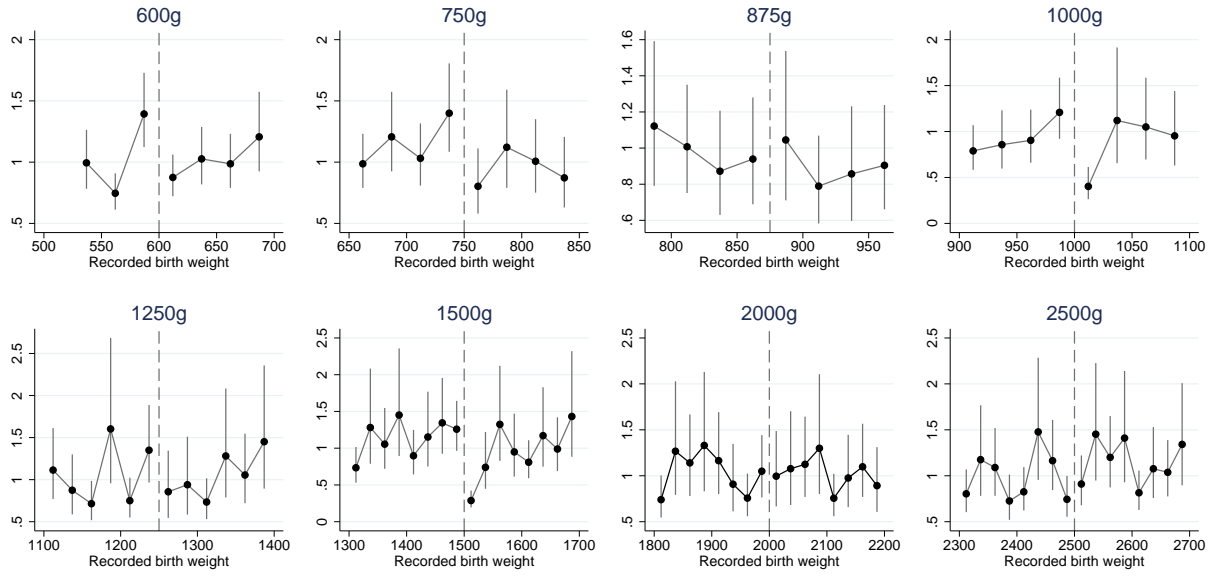 600g
2
1.5
1
.5
500 550 600 650 700
Recorded birth weight
750g
2
1.5
1
.5
650 700 750 800 850
Recorded birth weight
875g
1.6
1.4
1.2
1
.8
.6
800 850 900 950
Recorded birth weight
1000g
2
1.5
1
.5
0
900 950 1000 1050 1100
Recorded birth weight
1250g
2.5
2
1.5
1
.5
1100 1200 1300 1400
Recorded birth weight
1500g
2.5
2
1.5
1
.5
0
1300 1400 1500 1600 1700
Recorded birth weight
2000g
2.5
2
1.5
1
.5
1800 1900 2000 2100 2200
Recorded birth weight
2500g
2.5
2
1.5
1
.5
2300 2400 2500 2600 2700
Recorded birth weight